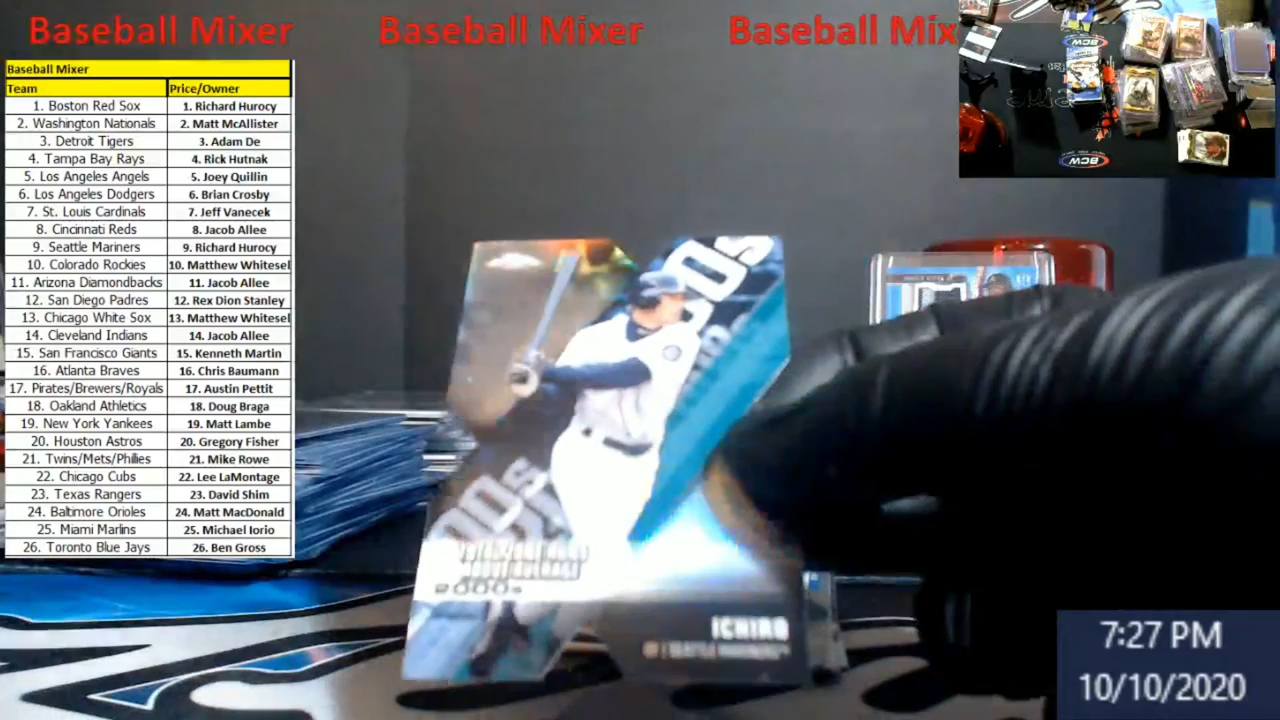 Baseball Mixer Baseball Mixer Baseball Mix
Baseball Mixer
Team Price/Owner
1. Boston Red Sox 1. Richard Hurocy
2. Washington Nationals 2. Matt McAllister
3. Detroit Tigers 3. Adam De
4. Tampa Bay Rays 4. Rick Hutnak
5. Los Angeles Angels 5. Joey Quillin
6. Los Angeles Dodgers 6. Brian Crosby
7. St. Louis Cardinals 7. Jeff Vanecek
8. Cincinnati Reds 8. Jacob Allee
9. Seattle Mariners 9. Richard Hurocy
10. Colorado Rockies 10. Matthew Whitesel
11. Arizona Diamondbacks 11. Jacob Allee
12. San Diego Padres 12. Rex Dion Stanley
13. Chicago White Sox 13. Matthew Whitesel
14. Cleveland Indians 14. Jacob Allee
15. San Francisco Giants 15. Kenneth Martin
16. Atlanta Braves 16. Chris Baumann
17. Pirates/Brewers/Royals 17. Austin Pettit
18. Oakland Athletics 18. Doug Braga
19. New York Yankees 19. Matt Lambe
20. Houston Astros 20. Gregory Fisher
21. Twins/Mets/Phillies 21. Mike Rowe
22. Chicago Cubs 22. Lee LaMontage
23. Texas Rangers 23. David Shim
24. Baltimore Orioles 24. Matt MacDonald
25. Miami Marlins 25. Michael Iorio
26. Toronto Blue Jays 26. Ben Gross
BCW
BCW
00s
00s
2000s
ICHIRO
SEATTLE MARINERS
7:27 PM
10/10/2020